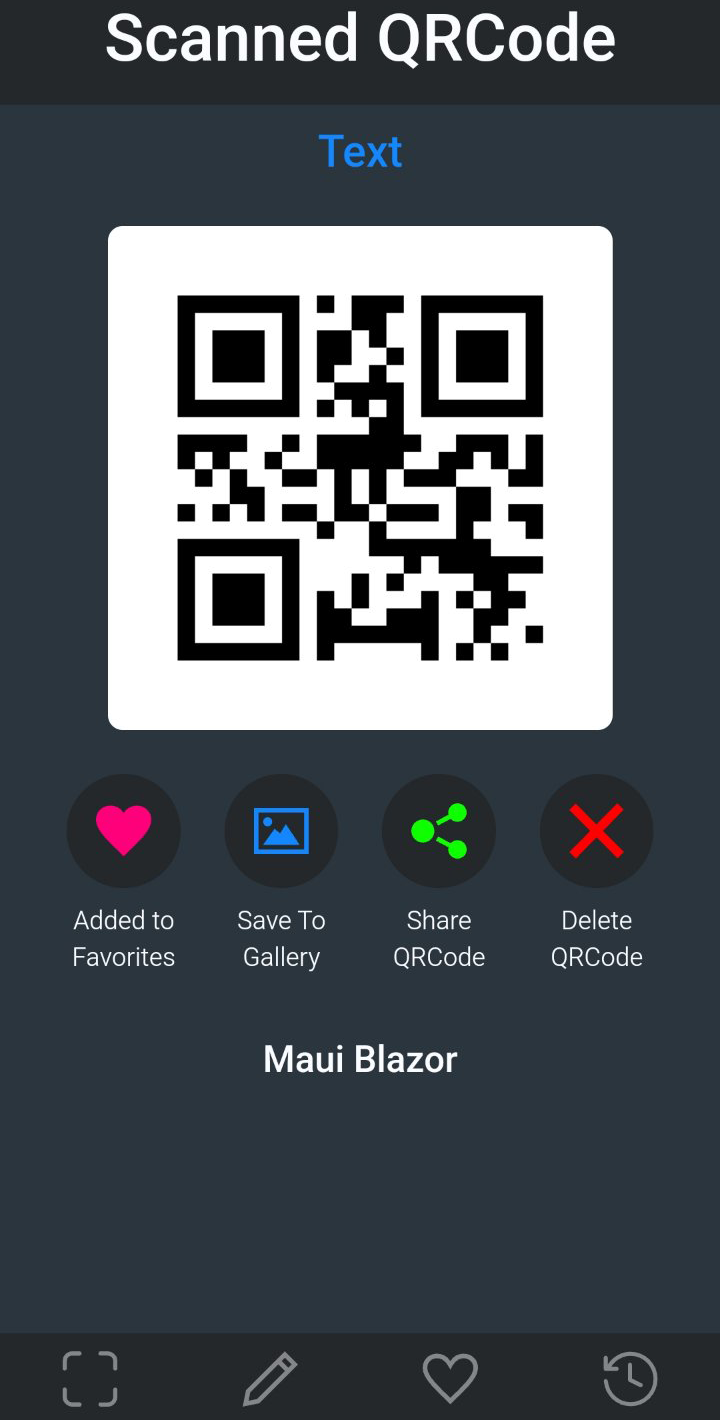 Scanned QRCode
Text
Added to
Favorites
Save To
Gallery
Share
QRCode
Delete
QRCode
Maui Blazor